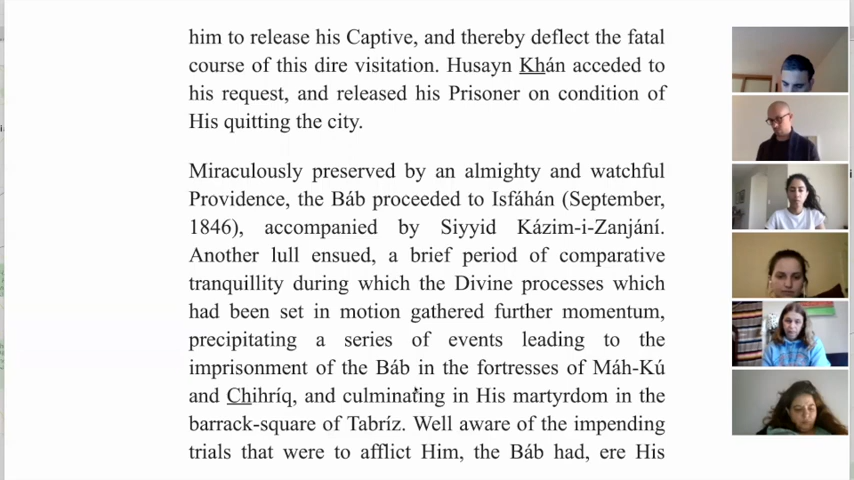 him to release his Captive, and thereby deflect the fatal
course of this dire visitation. Husayn Khán acceded to
his request, and released his Prisoner on condition of
His quitting the city.
Miraculously preserved by an almighty and watchful
Providence, the Báb proceeded to Isfáhán (September,
1846), accompanied by Siyyid Kázim-i-Zanjání.
Another lull ensued, a brief period of comparative
tranquillity during which the Divine processes which
had been set in motion gathered further momentum,
precipitating a series of events leading to the
imprisonment of the Báb in the fortresses of Máh-Kú
and Chihríq, and culminating in His martyrdom in the
barrack-square of Tabríz. Well aware of the impending
trials that were to afflict Him, the Báb had, ere His